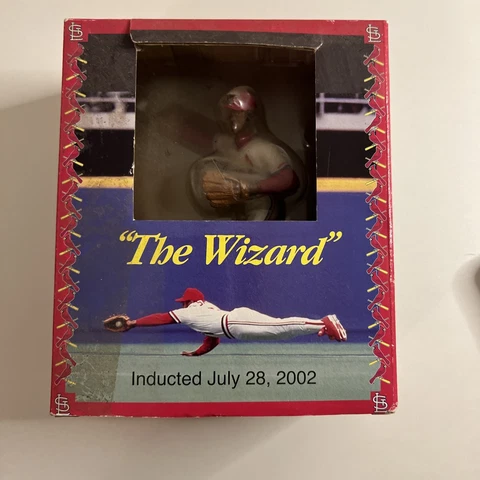 “The Wizard”
Inducted July 28, 2002